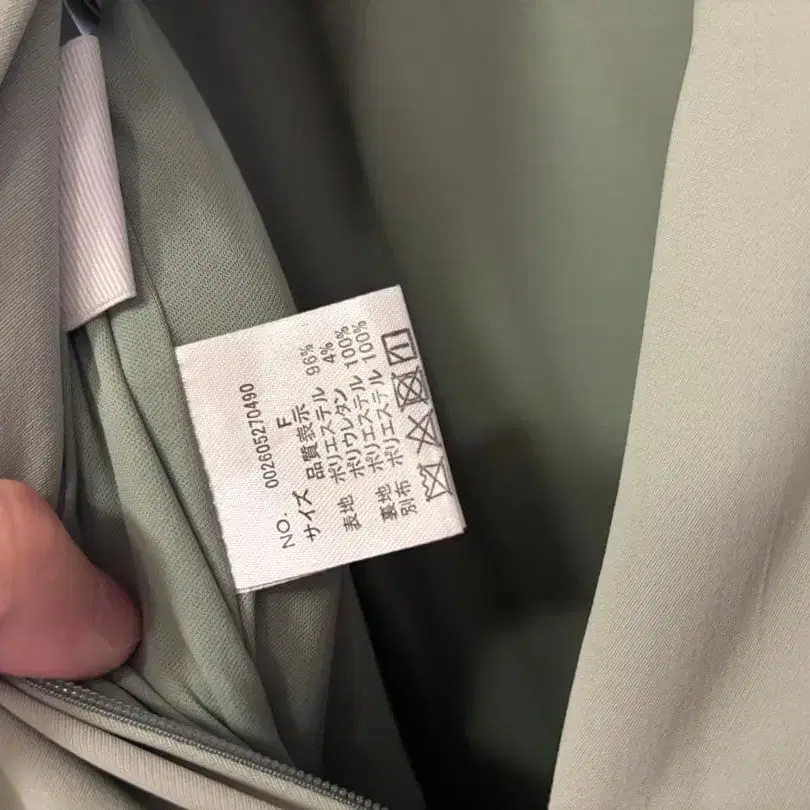 NO. 002605270490
サイズ F
品質表示
表地 ポリエステル 96%
ポリウレタン 4%
裏地 ポリエステル 100%
別布 ポリエステル 100%